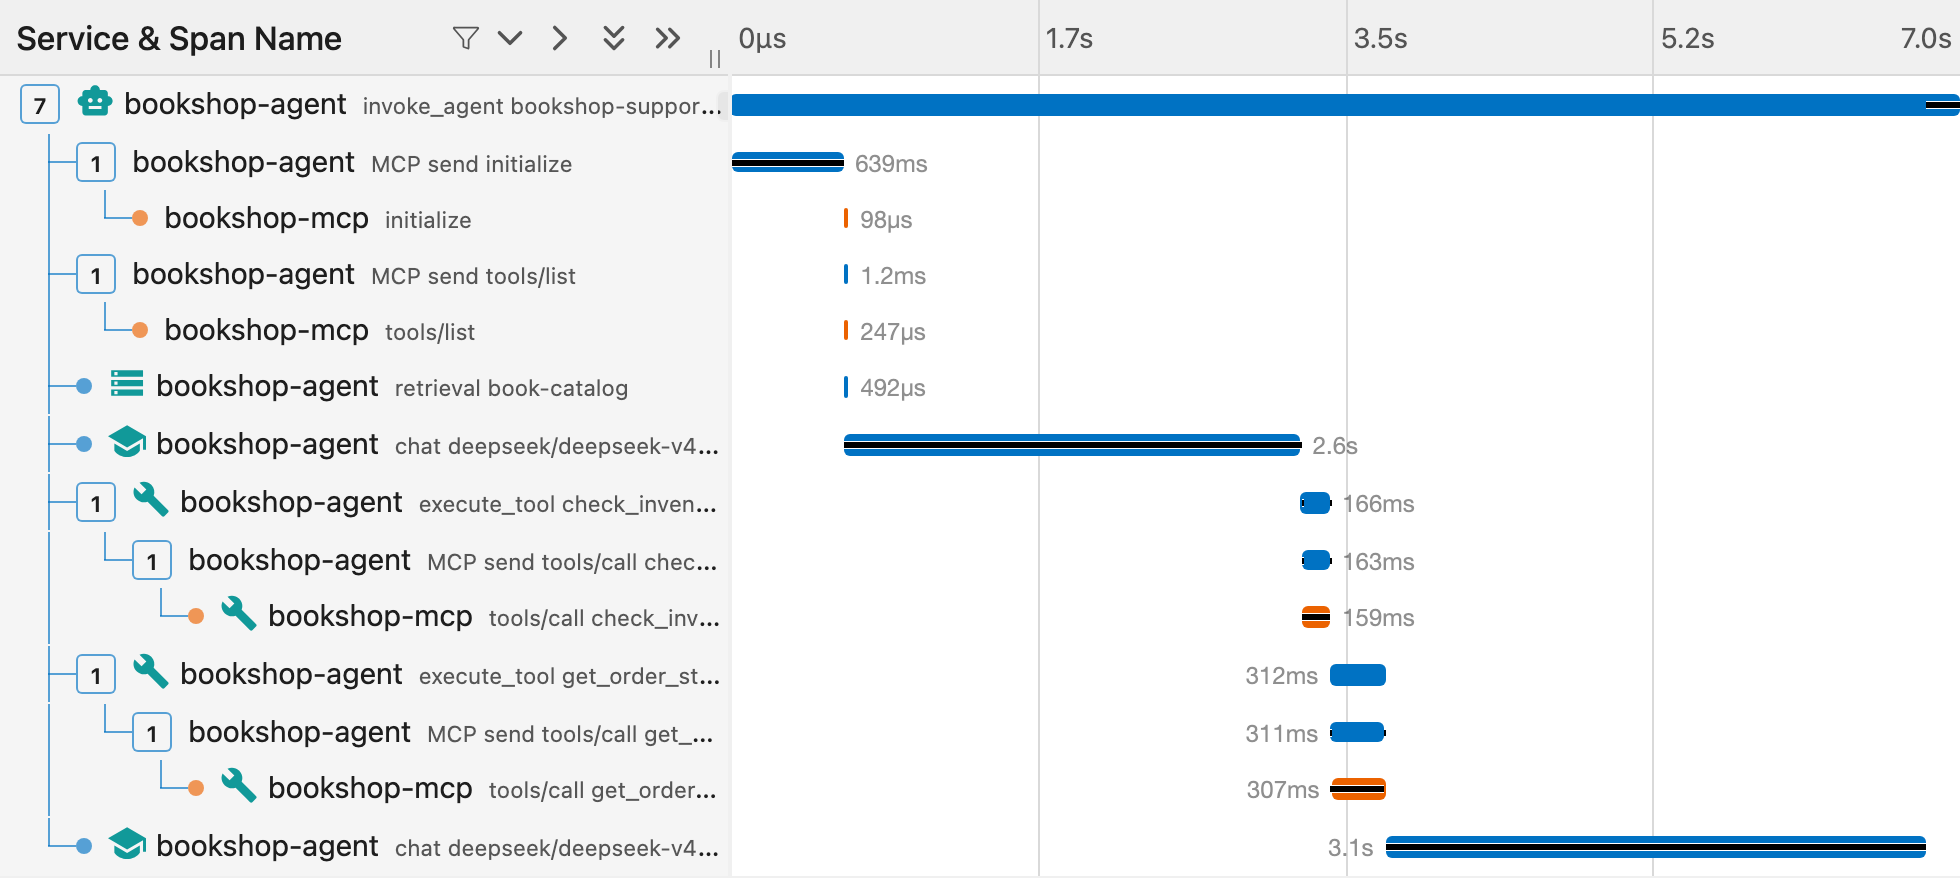 Service & Span Name 0μs 1.7s 3.5s 5.2s 7.0s
7 bookshop-agent invoke_agent bookshop-suppor...
1 bookshop-agent MCP send initialize 639ms
bookshop-mcp initialize 98μs
1 bookshop-agent MCP send tools/list 1.2ms
bookshop-mcp tools/list 247μs
bookshop-agent retrieval book-catalog 492μs
bookshop-agent chat deepseek/deepseek-v4... 2.6s
1 bookshop-agent execute_tool check_inven... 166ms
1 bookshop-agent MCP send tools/call chec... 163ms
bookshop-mcp tools/call check_inv... 159ms
1 bookshop-agent execute_tool get_order_st... 312ms
1 bookshop-agent MCP send tools/call get_... 311ms
bookshop-mcp tools/call get_order... 307ms
bookshop-agent chat deepseek/deepseek-v4... 3.1s